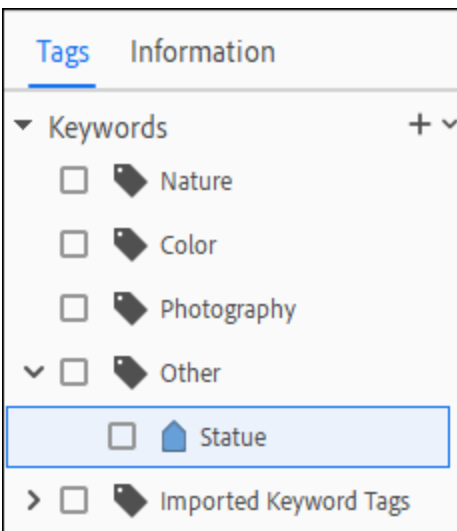 Tags Information
Keywords
Nature
Color
Photography
Other
Statue
Imported Keyword Tags